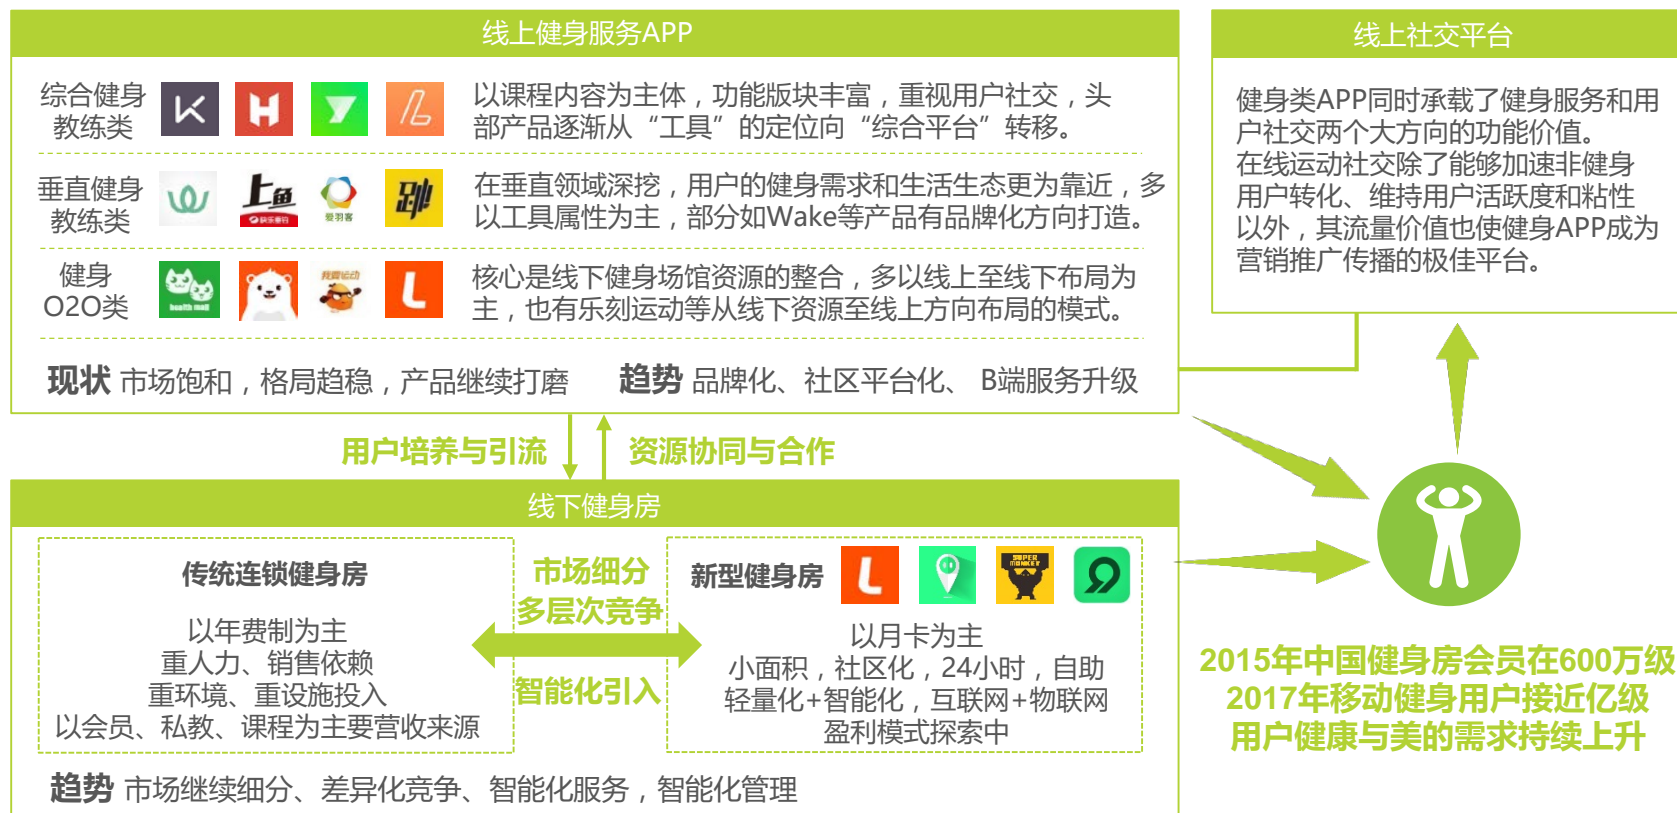 线上健身服务APP
综合健身
教练类
以课程内容为主体，功能版块丰富，重视用户社交，头
部产品逐渐从“工具”的定位向“综合平台”转移。
垂直健身
教练类
上鱼
快乐垂钓
爱羽客
在垂直领域深挖，用户的健身需求和生活生态更为靠近，多
以工具属性为主，部分如Wake等产品有品牌化方向打造。
健身
O2O类
health mall
我要运动
核心是线下健身场馆资源的整合，多以线上至线下布局为
主，也有乐刻运动等从线下资源至线上方向布局的模式。
现状 市场饱和，格局趋稳，产品继续打磨
趋势 品牌化、社区平台化、 B端服务升级
线上社交平台
健身类APP同时承载了健身服务和用
户社交两个大方向的功能价值。
在线运动社交除了能够加速非健身
用户转化、维持用户活跃度和粘性
以外，其流量价值也使健身APP成为
营销推广传播的极佳平台。
用户培养与引流
资源协同与合作
线下健身房
传统连锁健身房
以年费制为主
重人力、销售依赖
重环境、重设施投入
以会员、私教、课程为主要营收来源
市场细分
多层次竞争
智能化引入
新型健身房
SUPER
MONKEY
以月卡为主
小面积，社区化，24小时，自助
轻量化+智能化，互联网+物联网
盈利模式探索中
趋势 市场继续细分、差异化竞争、智能化服务，智能化管理
2015年中国健身房会员在600万级
2017年移动健身用户接近亿级
用户健康与美的需求持续上升